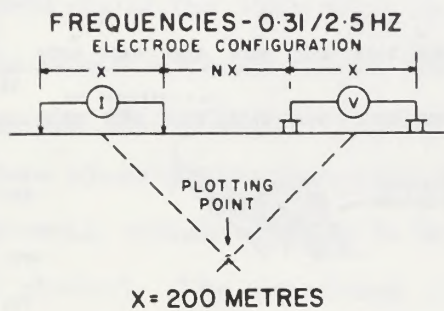 FREQUENCIES-0·31/2·5 HZ
ELECTRODE CONFIGURATION
X NX X
I V
PLOTTING
POINT
X= 200 METRES